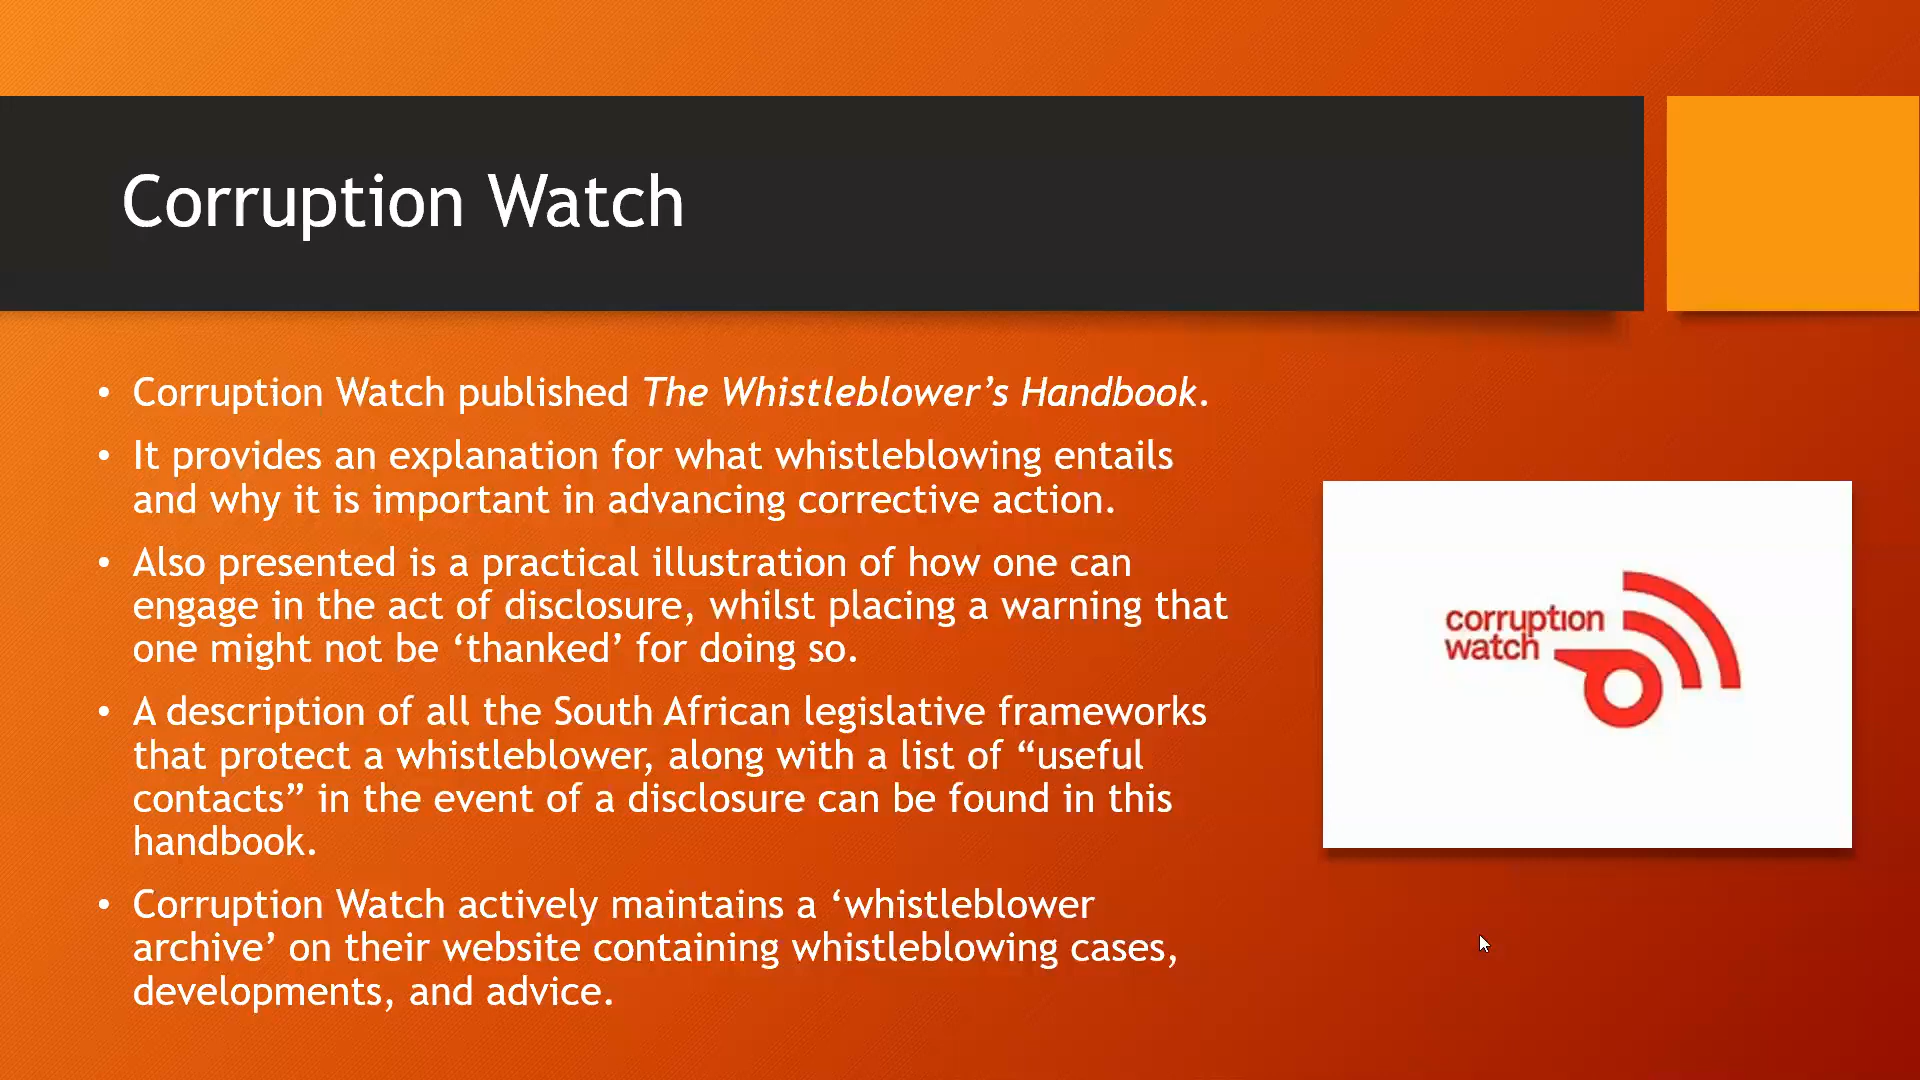 Corruption Watch
• Corruption Watch published The Whistleblower’s Handbook.
• It provides an explanation for what whistleblowing entails
and why it is important in advancing corrective action.
• Also presented is a practical illustration of how one can
engage in the act of disclosure, whilst placing a warning that
one might not be ‘thanked’ for doing so.
• A description of all the South African legislative frameworks
that protect a whistleblower, along with a list of “useful
contacts” in the event of a disclosure can be found in this
handbook.
• Corruption Watch actively maintains a ‘whistleblower
archive’ on their website containing whistleblowing cases,
developments, and advice.
corruption
watch